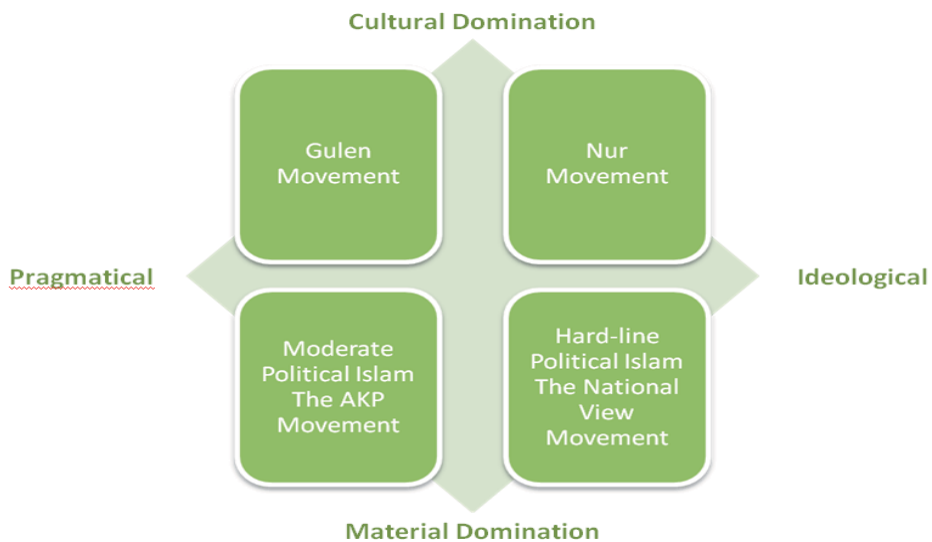 Cultural Domination
Gulen
Movement
Nur
Movement
Pragmatical
Ideological
Moderate
Political Islam
The AKP
Movement
Hard-line
Political Islam
The National
View
Movement
Material Domination